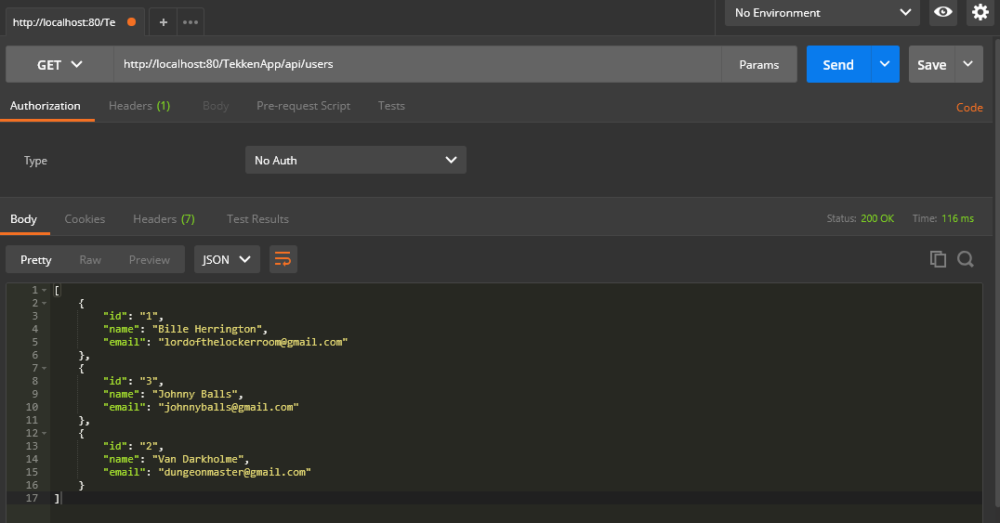 http://localhost:80/Te
No Environment
GET
http://localhost:80/TekkenApp/api/users
Params
Send
Save
Authorization
Headers (1)
Body
Pre-request Script
Tests
Code
Type
No Auth
Body
Cookies
Headers (7)
Test Results
Status: 200 OK
Time: 116 ms
Pretty
Raw
Preview
JSON
1 [
2 {
3 "id": "1",
4 "name": "Bille Herrington",
5 "email": "lordofthelockerroom@gmail.com"
6 },
7 {
8 "id": "3",
9 "name": "Johnny Balls",
10 "email": "johnnyballs@gmail.com"
11 },
12 {
13 "id": "2",
14 "name": "Van Darkholme",
15 "email": "dungeonmaster@gmail.com"
16 }
17 ]